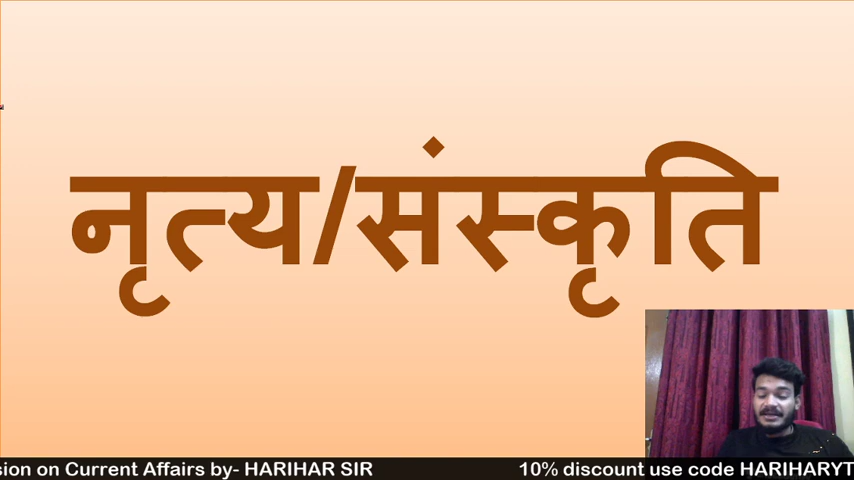 नृत्य/संस्कृति
sion on Current Affairs by- HARIHAR SIR 10% discount use code HARIHARYT